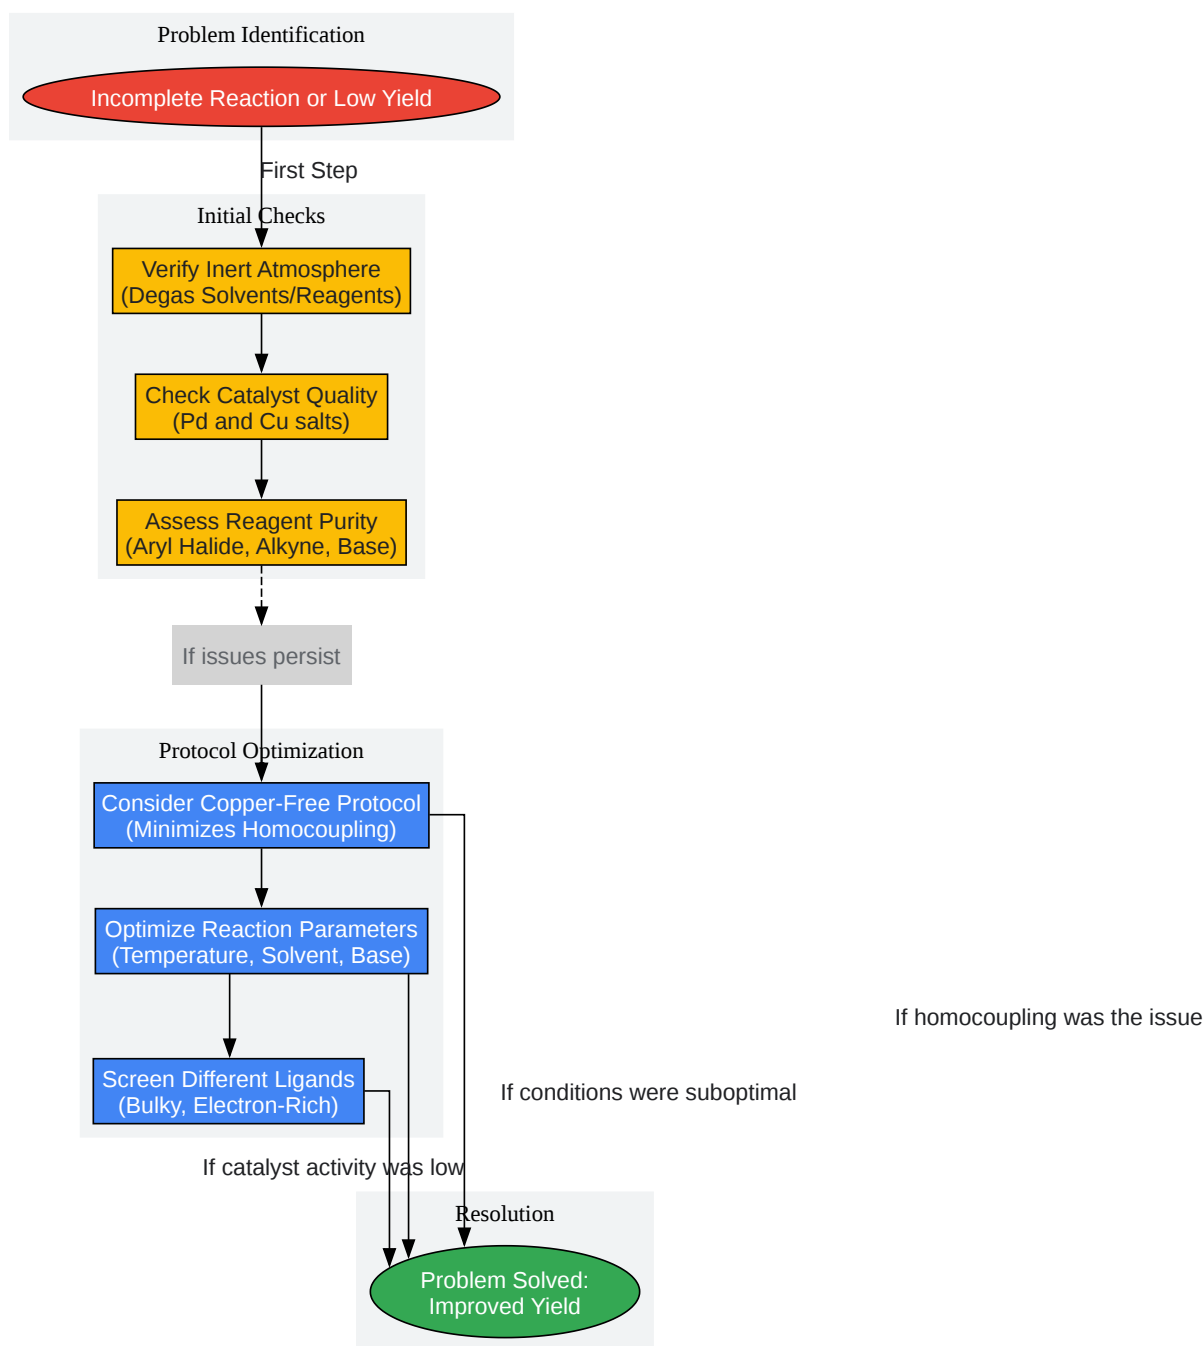 Problem Identification
Incomplete Reaction or Low Yield
First Step
Initial Checks
Verify Inert Atmosphere
(Degas Solvents/Reagents)
Check Catalyst Quality
(Pd and Cu salts)
Assess Reagent Purity
(Aryl Halide, Alkyne, Base)
If issues persist
Protocol Optimization
Consider Copper-Free Protocol
(Minimizes Homocoupling)
Optimize Reaction Parameters
(Temperature, Solvent, Base)
If homocoupling was the issue
Screen Different Ligands
(Bulky, Electron-Rich)
If conditions were suboptimal
If catalyst activity was low
Resolution
Problem Solved:
Improved Yield